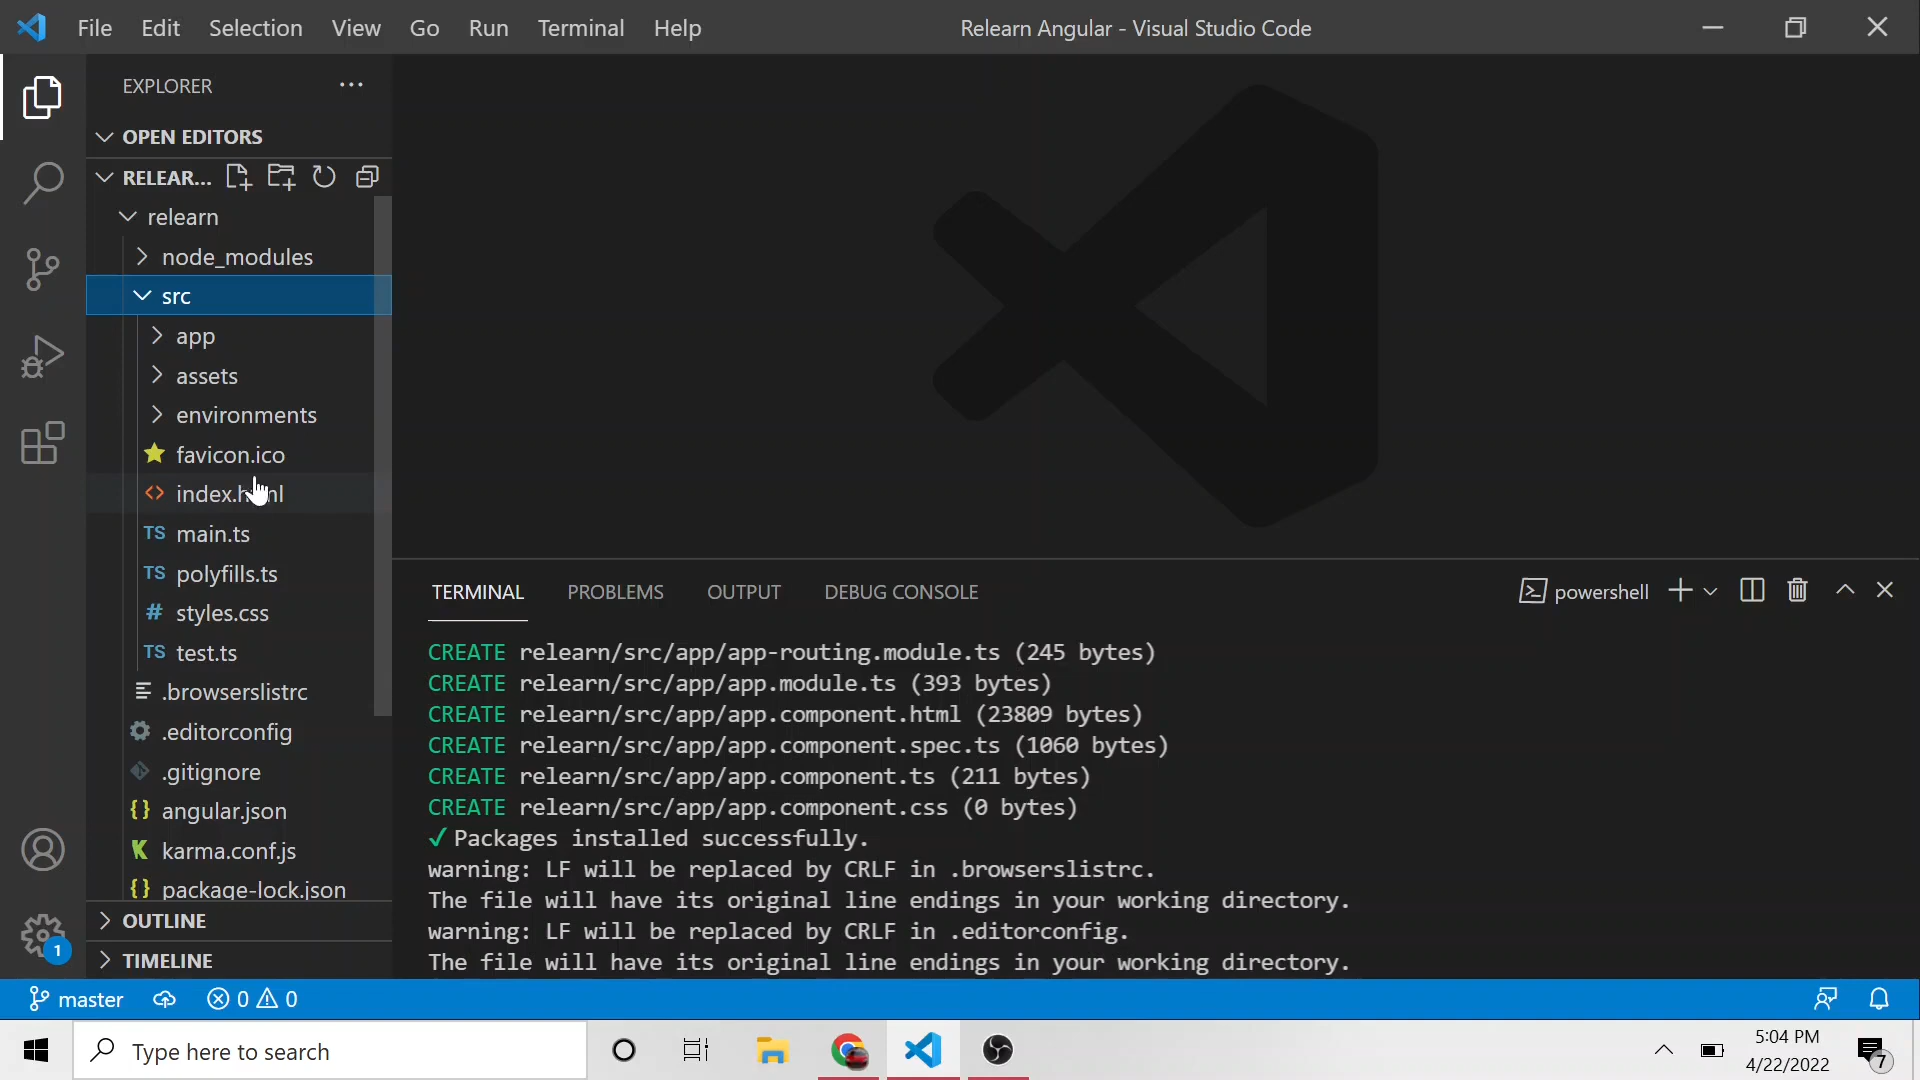 File Edit Selection View Go Run Terminal Help
Relearn Angular - Visual Studio Code
EXPLORER
OPEN EDITORS
RELEAR...
relearn
node_modules
src
app
assets
environments
favicon.ico
index.html
main.ts
polyfills.ts
styles.css
test.ts
.browserslistrc
.editorconfig
.gitignore
angular.json
karma.conf.js
package-lock.json
OUTLINE
TIMELINE
1
TERMINAL PROBLEMS OUTPUT DEBUG CONSOLE
powershell
CREATE relearn/src/app/app-routing.module.ts (245 bytes)
CREATE relearn/src/app/app.module.ts (393 bytes)
CREATE relearn/src/app/app.component.html (23809 bytes)
CREATE relearn/src/app/app.component.spec.ts (1060 bytes)
CREATE relearn/src/app/app.component.ts (211 bytes)
CREATE relearn/src/app/app.component.css (0 bytes)
✓ Packages installed successfully.
warning: LF will be replaced by CRLF in .browserslistrc.
The file will have its original line endings in your working directory.
warning: LF will be replaced by CRLF in .editorconfig.
The file will have its original line endings in your working directory.
master 0 0
Type here to search
5:04 PM
4/22/2022
7